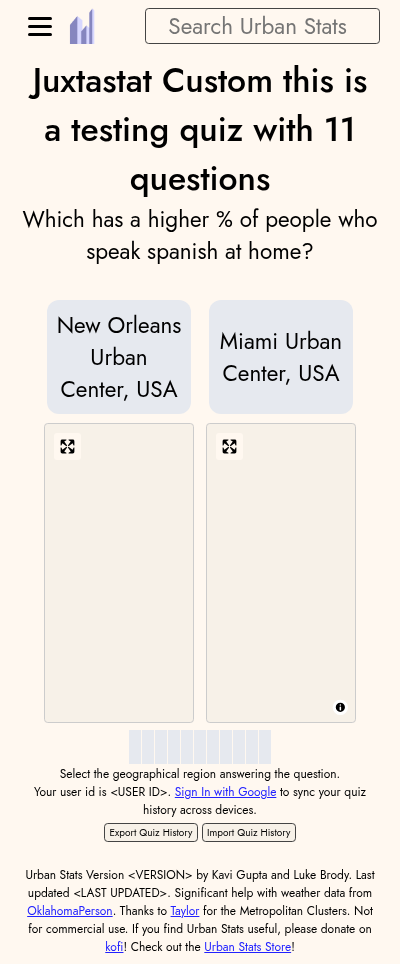 Search Urban Stats
Juxtastat Custom this is
a testing quiz with 11
questions
Which has a higher % of people who
speak spanish at home?
New Orleans
Urban
Center, USA
Miami Urban
Center, USA
Select the geographical region answering the question.
Your user id is <USER ID>. Sign In with Google to sync your quiz
history across devices.
Export Quiz History
Import Quiz History
Urban Stats Version <VERSION> by Kavi Gupta and Luke Brody. Last
updated <LAST UPDATED>. Significant help with weather data from
OklahomaPerson. Thanks to Taylor for the Metropolitan Clusters. Not
for commercial use. If you find Urban Stats useful, please donate on
kofi! Check out the Urban Stats Store!